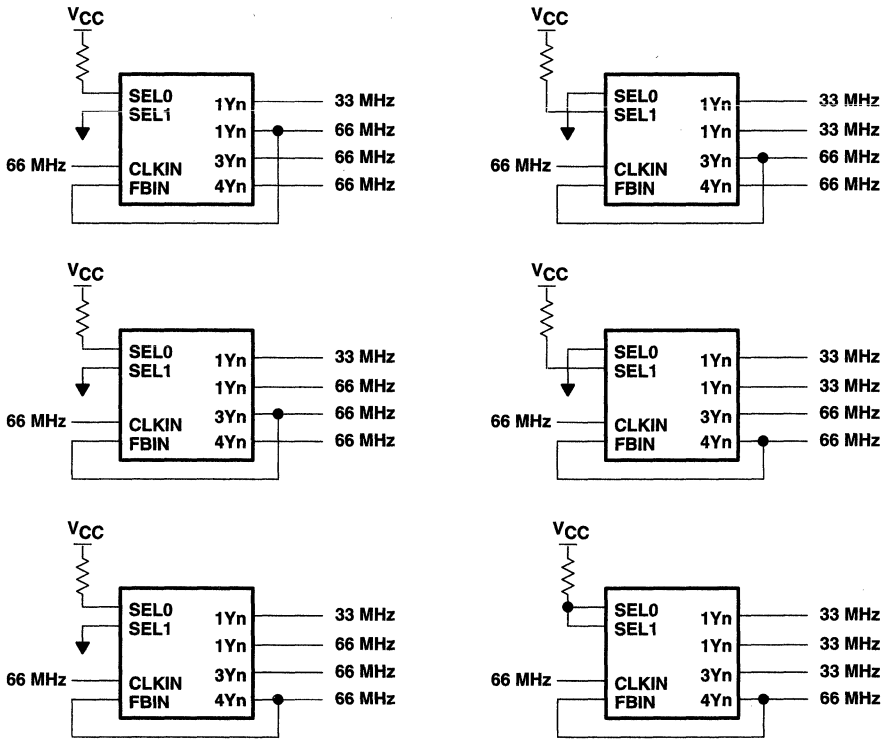 VCC
SEL0
SEL1
1Yn 33 MHz
1Yn 66 MHz
66 MHz CLKIN
3Yn 66 MHz
FBIN
4Yn 66 MHz
VCC
SEL0
SEL1
1Yn 33 MHz
1Yn 33 MHz
66 MHz CLKIN
3Yn 66 MHz
FBIN
4Yn 66 MHz
VCC
SEL0
SEL1
1Yn 33 MHz
1Yn 66 MHz
66 MHz CLKIN
3Yn 66 MHz
FBIN
4Yn 66 MHz
VCC
SEL0
SEL1
1Yn 33 MHz
1Yn 33 MHz
66 MHz CLKIN
3Yn 66 MHz
FBIN
4Yn 66 MHz
VCC
SEL0
SEL1
1Yn 33 MHz
1Yn 66 MHz
66 MHz CLKIN
3Yn 66 MHz
FBIN
4Yn 66 MHz
VCC
SEL0
SEL1
1Yn 33 MHz
1Yn 33 MHz
66 MHz CLKIN
3Yn 33 MHz
FBIN
4Yn 66 MHz